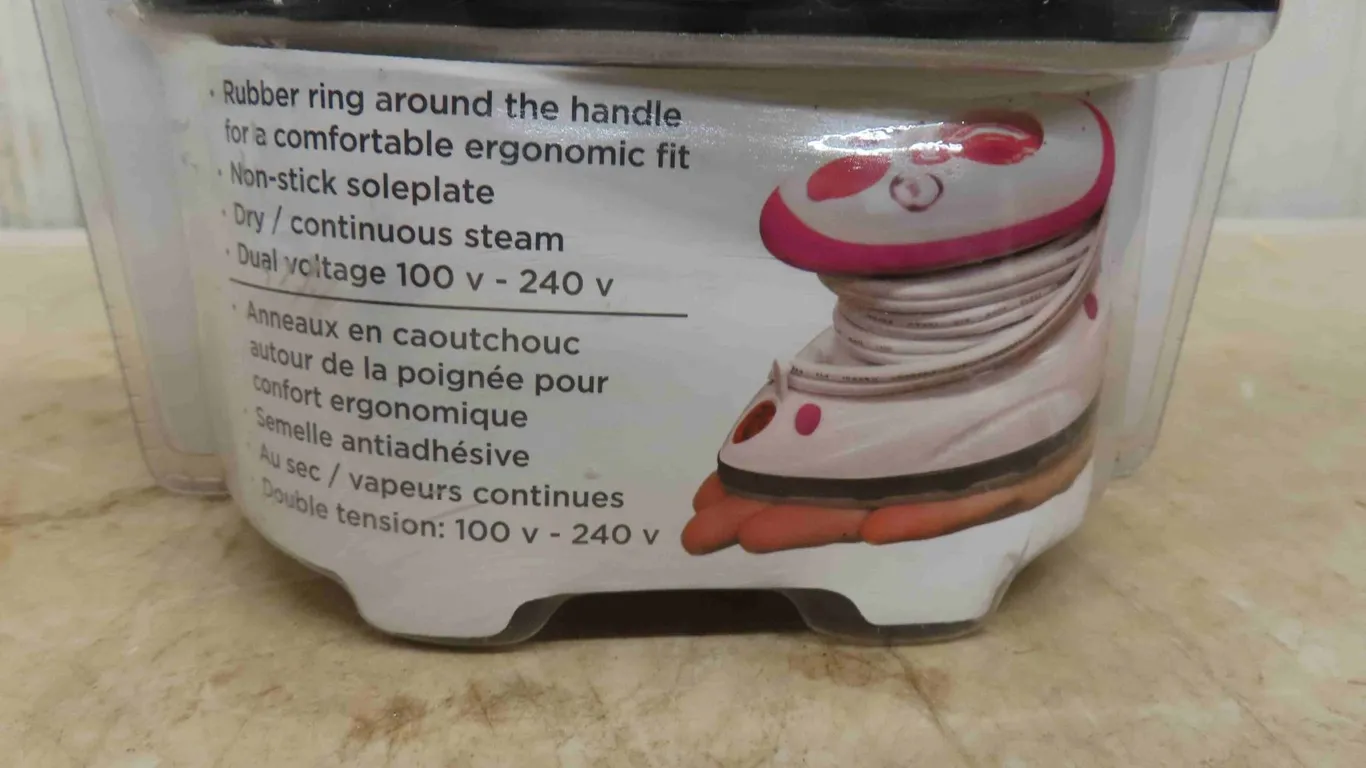 · Rubber ring around the handle
for a comfortable ergonomic fit
· Non-stick soleplate
· Dry / continuous steam
· Dual voltage 100 v - 240 v
· Anneaux en caoutchouc
autour de la poignée pour
confort ergonomique
· Semelle antiadhésive
· Au sec / vapeurs continues
· Double tension: 100 v - 240 v